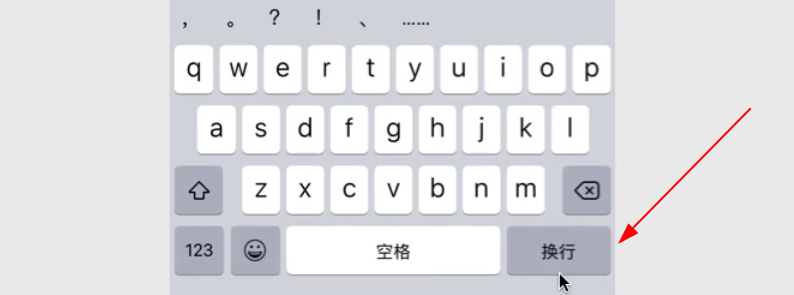 ， 。 ? ! 、 ……
q w e r t y u i o p
a s d f g h j k l
z x c v b n m
123 空格 换行